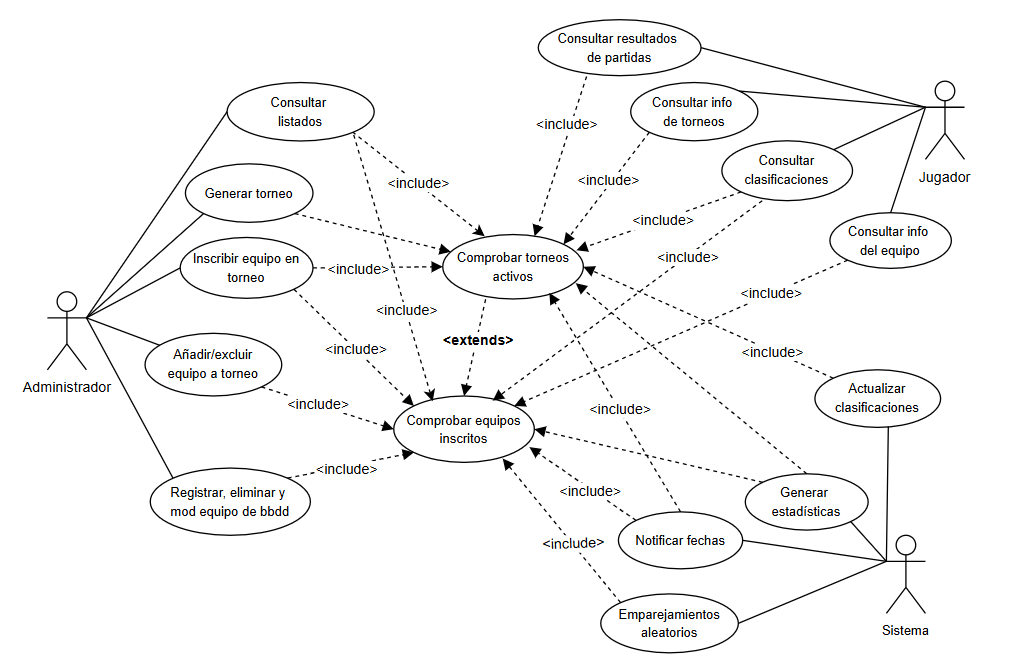 Consultar resultados
de partidas
Consultar
listados
Consultar info
de torneos
<include>
Consultar
clasificaciones
Jugador
<include>
<include>
Generar torneo
<include>
Consultar info
del equipo
Inscribir equipo en
torneo
<include>
Comprobar torneos
activos
<include>
<include>
Administrador
<include>
<extends>
<include>
<include>
Añadir/excluir
equipo a torneo
<include>
Actualizar
clasificaciones
<include>
Comprobar equipos
inscritos
<include>
Registrar, eliminar y
mod equipo de bbdd
<include>
Generar
estadísticas
Notificar fechas
<include>
Emparejamientos
aleatorios
Sistema